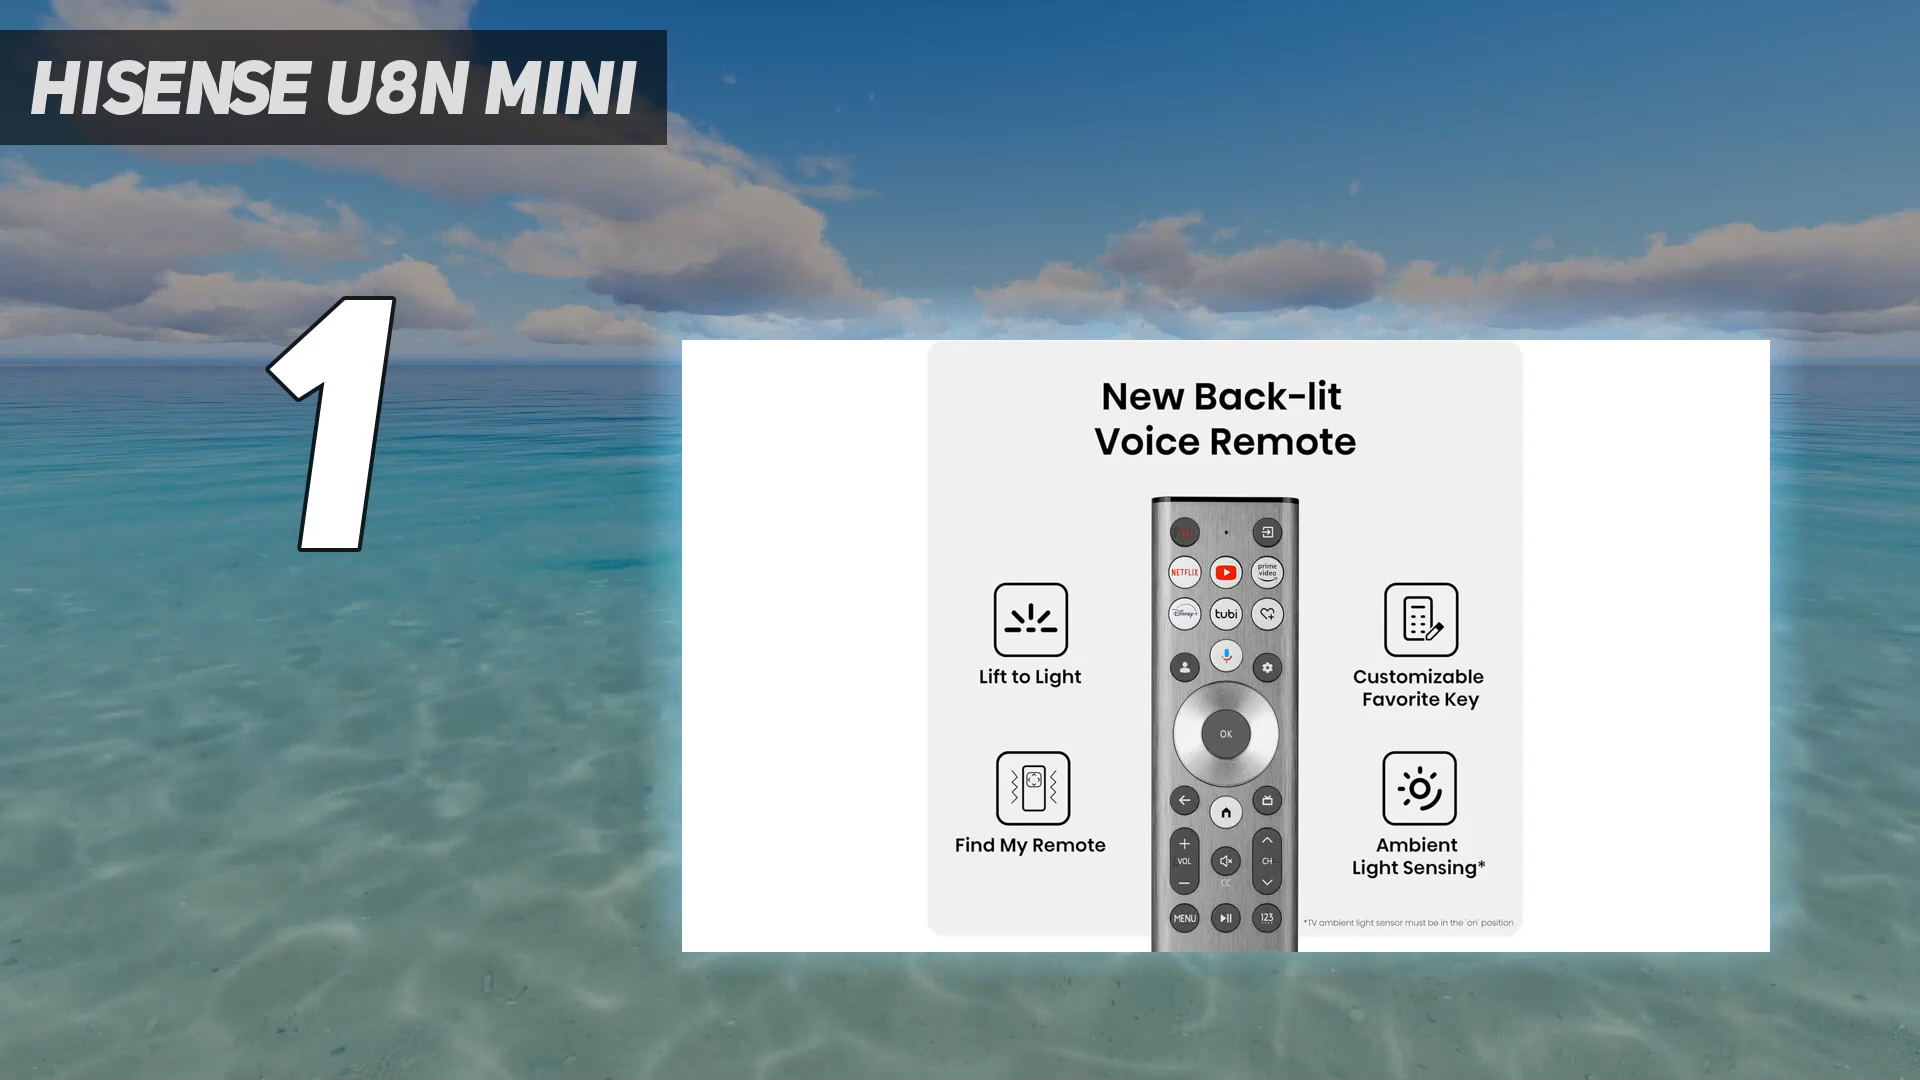 HISENSE U8N MINI
1
New Back-lit
Voice Remote
NETFLIX
prime
video
Disney+
tubi
Lift to Light
Customizable
Favorite Key
OK
Find My Remote
Ambient
Light Sensing*
VOL
CH
CC
MENU
123
*TV ambient light sensor must be in the 'on' position